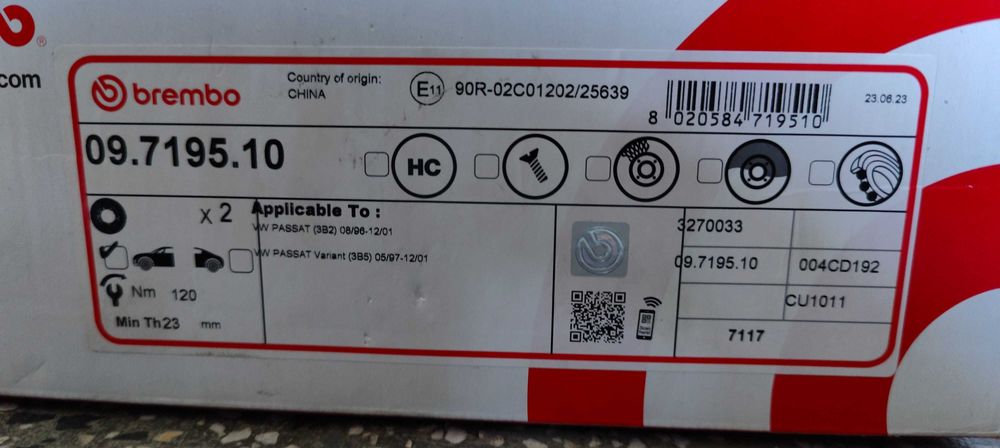 ®
com
brembo
Country of origin:
CHINA
E11
90R-02C01202/25639
8 020584 719510
23.06.23
09.7195.10
HC
x 2
Applicable To :
VW PASSAT (3B2) 08/96-12/01
VW PASSAT Variant (3B5) 05/97-12/01
Nm 120
Min Th23 mm
3270033
09.7195.10
004CD192
CU1011
7117